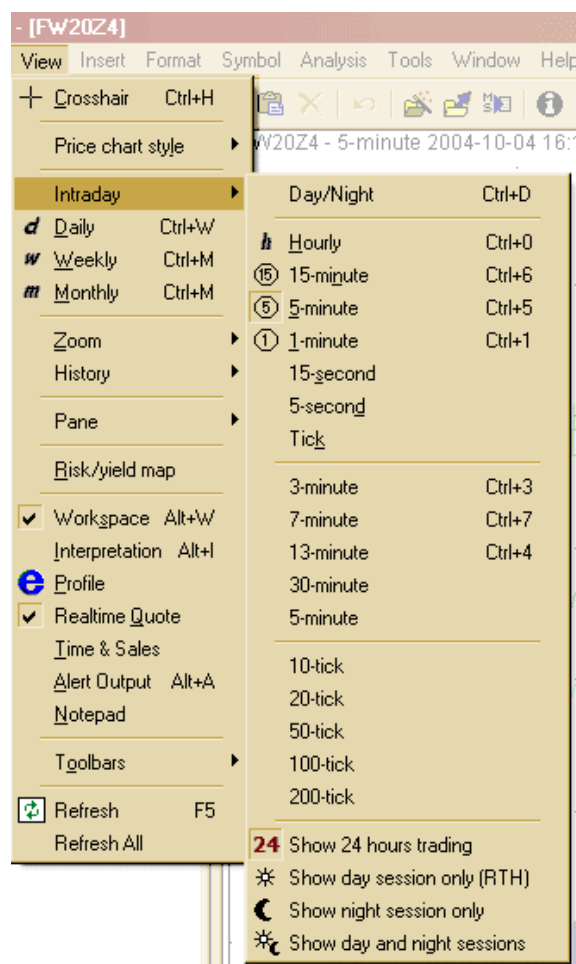 - [FW20Z4]
View Insert Format Symbol Analysis Tools Window Help
W20Z4 - 5-minute 2004-10-04 16:
Crosshair Ctrl+H
Price chart style
Intraday
d Daily Ctrl+W
w Weekly Ctrl+M
m Monthly Ctrl+M
Zoom
History
Pane
Risk/yield map
Workspace Alt+W
Interpretation Alt+I
Profile
Realtime Quote
Time & Sales
Alert Output Alt+A
Notepad
Toolbars
Refresh F5
Refresh All
Day/Night Ctrl+D
h Hourly Ctrl+0
15 15-minute Ctrl+6
5 5-minute Ctrl+5
1 1-minute Ctrl+1
15-second
5-second
Tick
3-minute Ctrl+3
7-minute Ctrl+7
13-minute Ctrl+4
30-minute
5-minute
10-tick
20-tick
50-tick
100-tick
200-tick
24 Show 24 hours trading
Show day session only (RTH)
Show night session only
Show day and night sessions